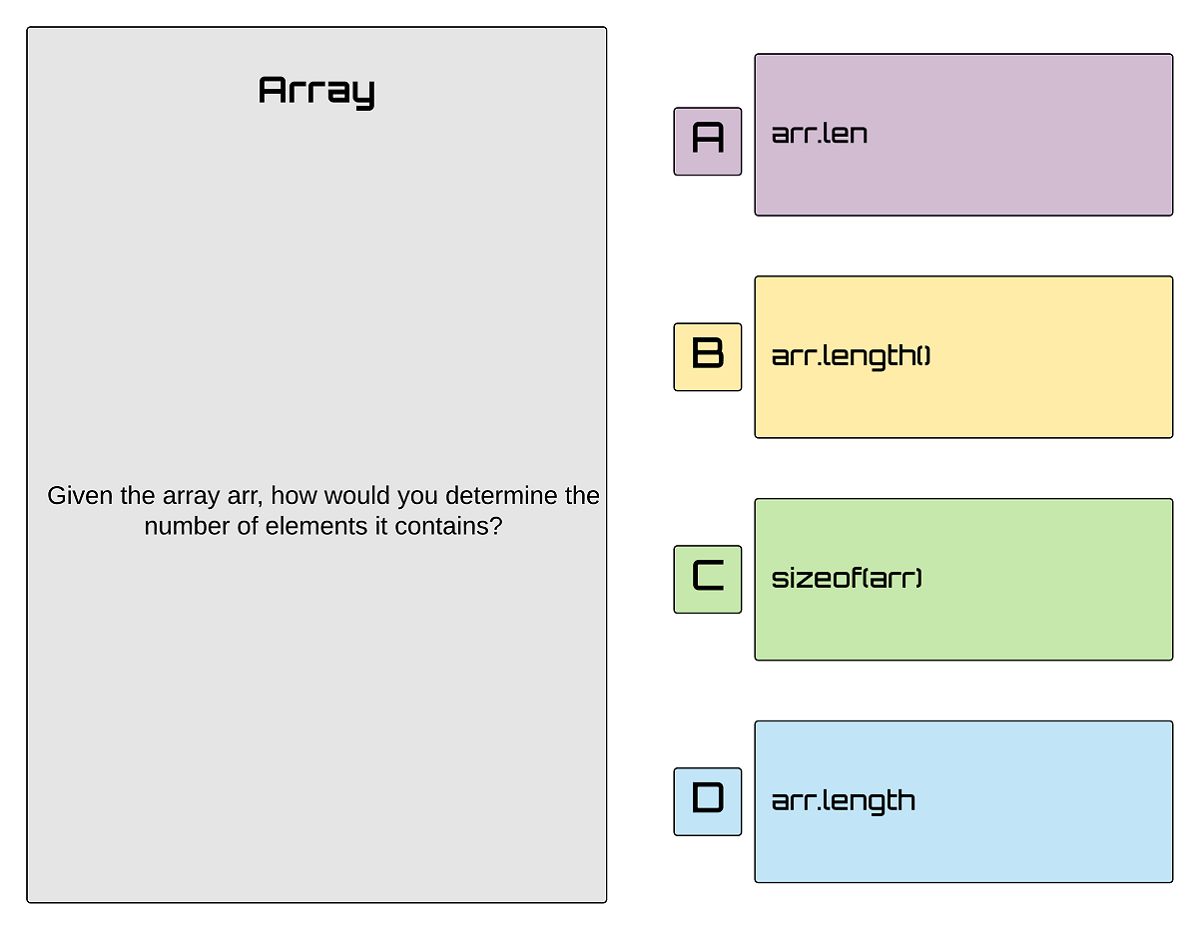 Array
Given the array arr, how would you determine the
number of elements it contains?
A
arr.len
B
arr.length()
C
sizeof(arr)
D
arr.length